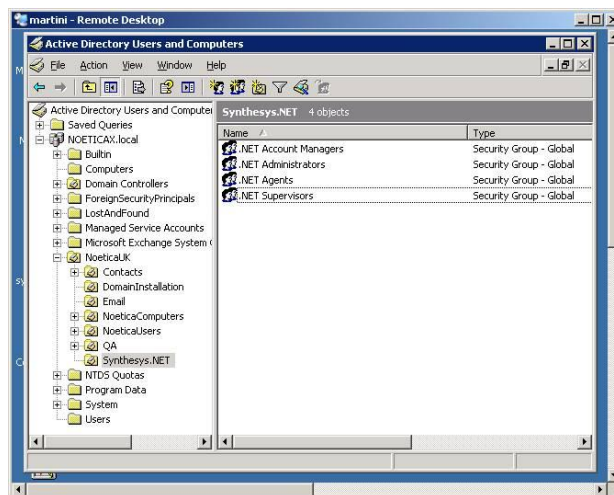 martini - Remote Desktop
Active Directory Users and Computers
File Action View Window Help
Active Directory Users and Computer
Saved Queries
NOETICAX.local
Builtin
Computers
Domain Controllers
ForeignSecurityPrincipals
LostAndFound
Managed Service Accounts
Microsoft Exchange System
NoeticaUK
Contacts
DomainInstallation
Email
NoeticaComputers
NoeticaUsers
QA
Synthesys.NET
NTDS Quotas
Program Data
System
Users
Synthesys.NET 4 objects
Name Type
.NET Account Managers Security Group - Global
.NET Administrators Security Group - Global
.NET Agents Security Group - Global
.NET Supervisors Security Group - Global